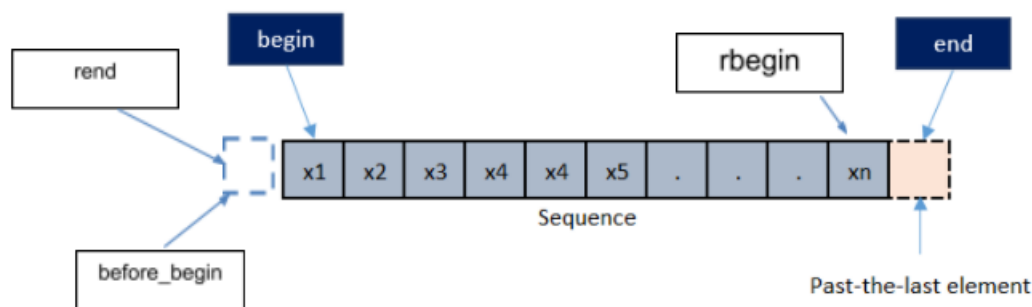 begin
end
rend
rbegin
x1 x2 x3 x4 x4 x5 . . . xn
Sequence
before_begin
Past-the-last element